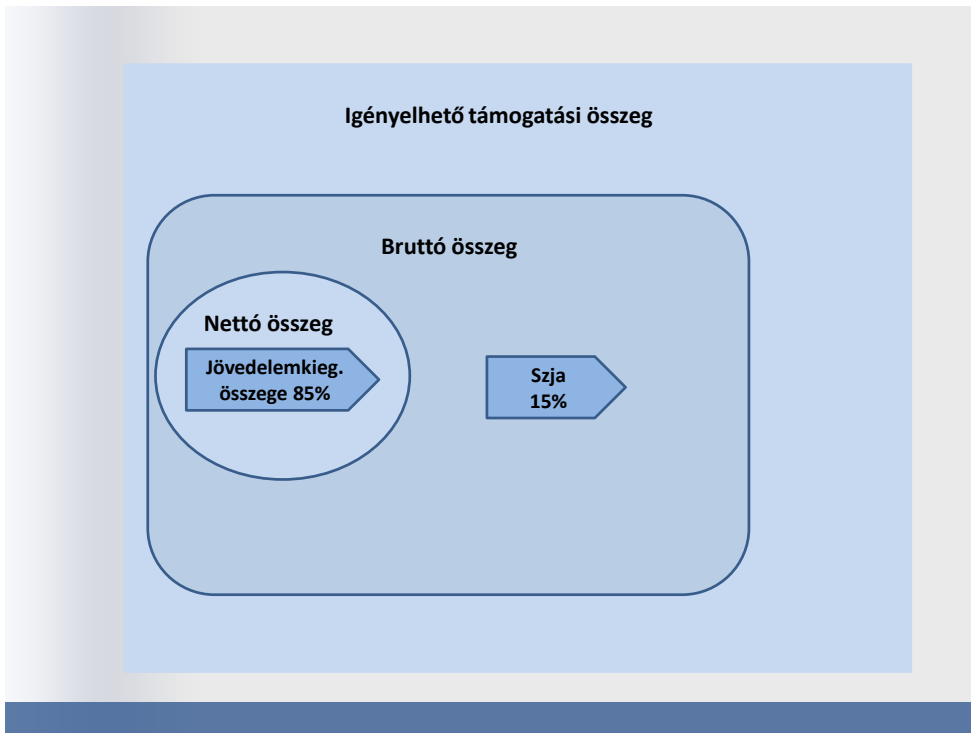 Igényelhető támogatási összeg
Bruttó összeg
Nettó összeg
Jövedelemkieg.
összege 85%
Szja
15%